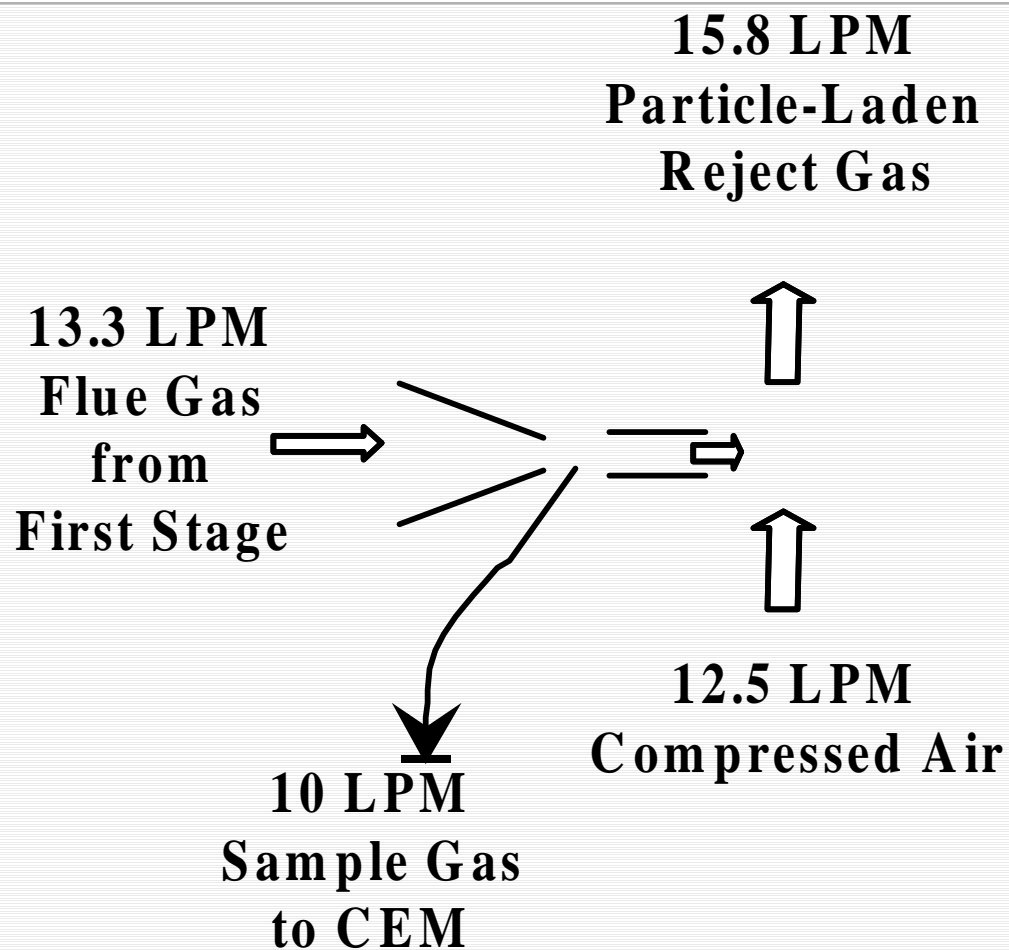 15.8 LPM
Particle-Laden
Reject Gas
13.3 LPM
Flue Gas
from
First Stage
12.5 LPM
Compressed Air
10 LPM
Sample Gas
to CEM